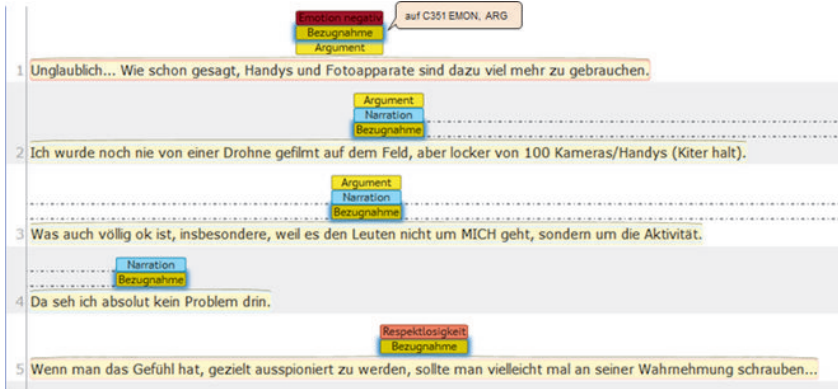 Emotion negativ
auf C351 EMON, ARG
Bezugnahme
Argument
1 Unglaublich... Wie schon gesagt, Handys und Fotoapparate sind dazu viel mehr zu gebrauchen.
Argument
Narration
Bezugnahme
2 Ich wurde noch nie von einer Drohne gefilmt auf dem Feld, aber locker von 100 Kameras/Handys (Kiter halt).
Argument
Narration
Bezugnahme
3 Was auch völlig ok ist, insbesondere, weil es den Leuten nicht um MICH geht, sondern um die Aktivität.
Narration
Bezugnahme
4 Da seh ich absolut kein Problem drin.
Respektlosigkeit
Bezugnahme
5 Wenn man das Gefühl hat, gezielt ausspioniert zu werden, sollte man vielleicht mal an seiner Wahrnehmung schrauben...